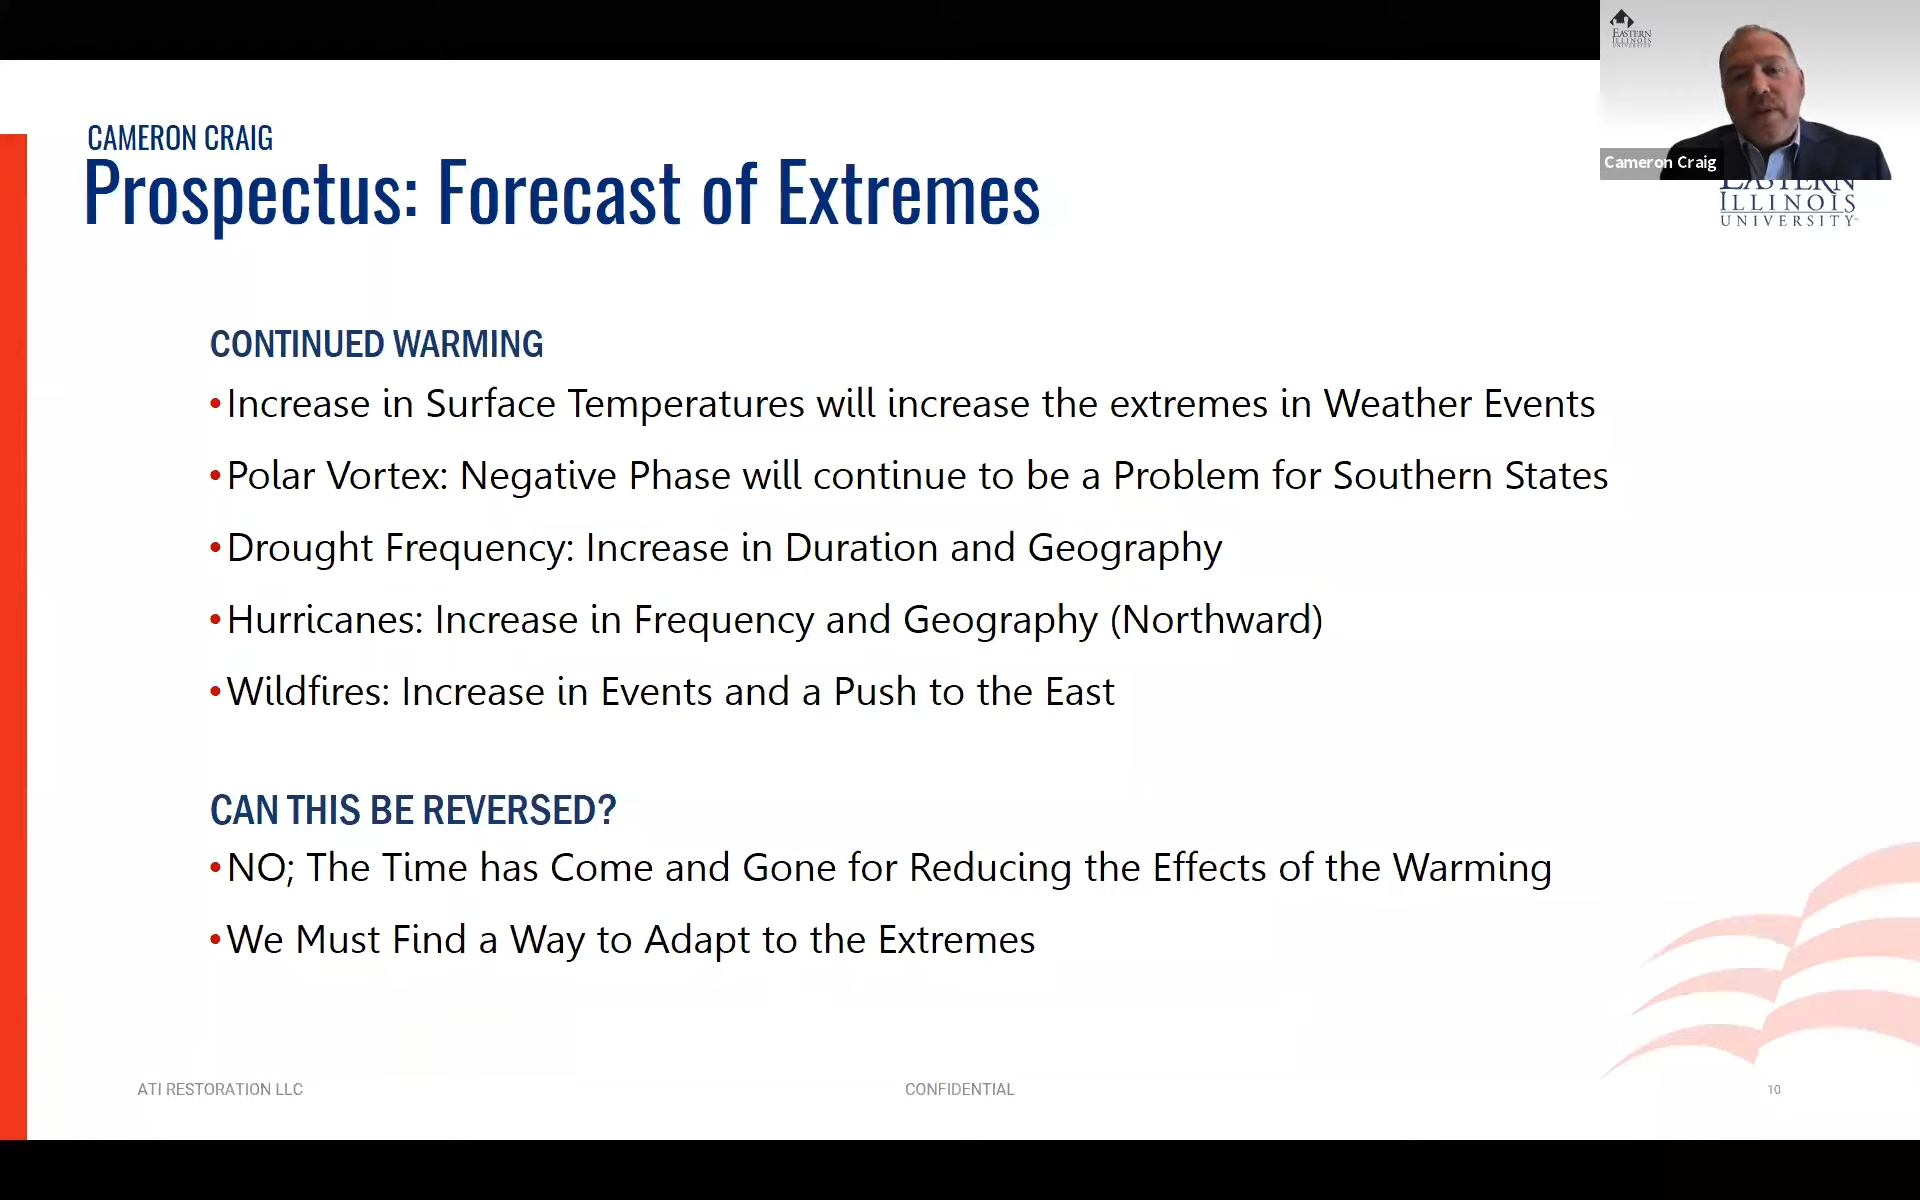 EASTERN
ILLINOIS
UNIVERSITY
Cameron Craig
EASTERN
ILLINOIS
UNIVERSITY
CAMERON CRAIG
Prospectus: Forecast of Extremes
CONTINUED WARMING
•Increase in Surface Temperatures will increase the extremes in Weather Events
•Polar Vortex: Negative Phase will continue to be a Problem for Southern States
•Drought Frequency: Increase in Duration and Geography
•Hurricanes: Increase in Frequency and Geography (Northward)
•Wildfires: Increase in Events and a Push to the East
CAN THIS BE REVERSED?
•NO; The Time has Come and Gone for Reducing the Effects of the Warming
•We Must Find a Way to Adapt to the Extremes
ATI RESTORATION LLC
CONFIDENTIAL
10